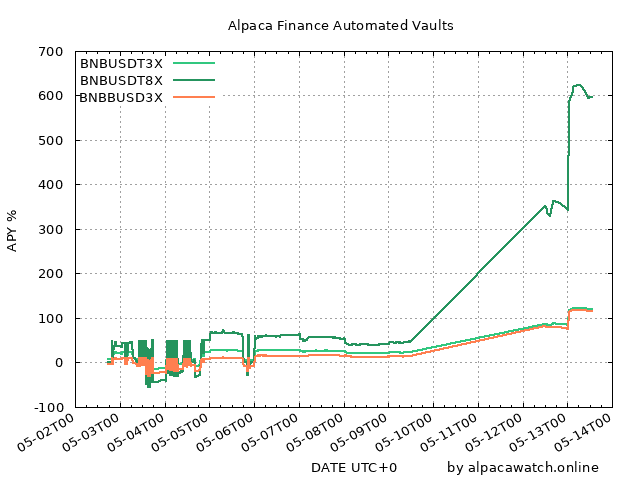 Alpaca Finance Automated Vaults
BNBUSDT3X
BNBUSDT8X
BNBBUSD3X
700
600
500
400
300
200
100
0
-100
APY %
05-02T00
05-03T00
05-04T00
05-05T00
05-06T00
05-07T00
05-08T00
05-09T00
05-10T00
05-11T00
05-12T00
05-13T00
05-14T00
DATE UTC+0
by alpacawatch.online